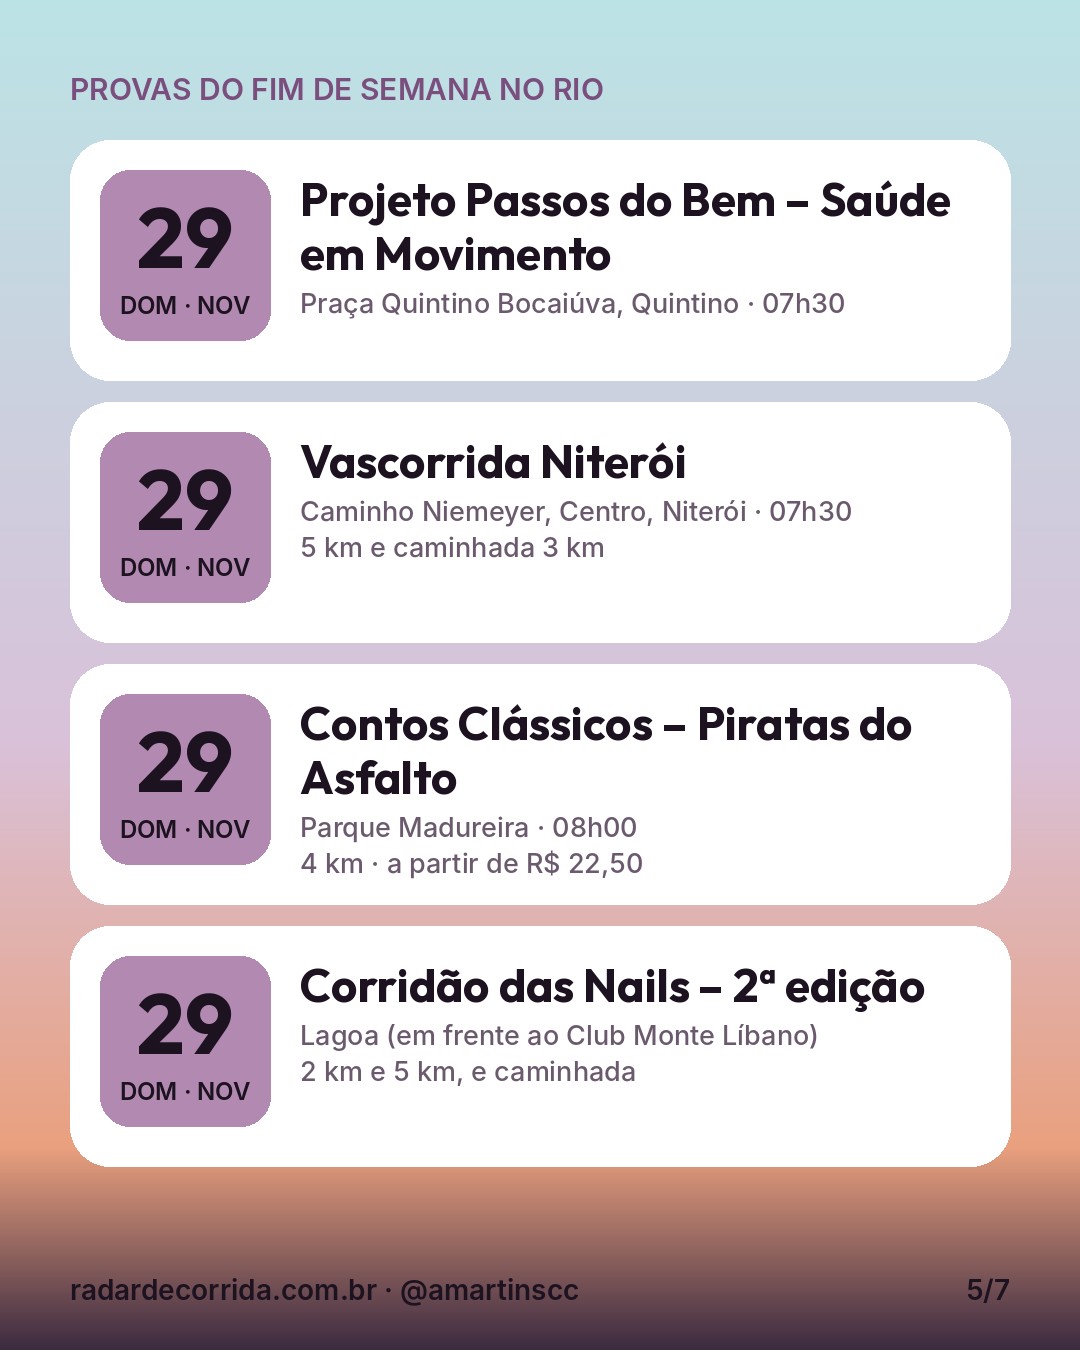 PROVAS DO FIM DE SEMANA NO RIO
29
DOM · NOV
Projeto Passos do Bem – Saúde
em Movimento
Praça Quintino Bocaiúva, Quintino · 07h30
29
DOM · NOV
Vascorrida Niterói
Caminho Niemeyer, Centro, Niterói · 07h30
5 km e caminhada 3 km
29
DOM · NOV
Contos Clássicos – Piratas do
Asfalto
Parque Madureira · 08h00
4 km · a partir de R$ 22,50
29
DOM · NOV
Corridão das Nails – 2ª edição
Lagoa (em frente ao Club Monte Líbano)
2 km e 5 km, e caminhada
radardecorrida.com.br · @amartinscc
5/7